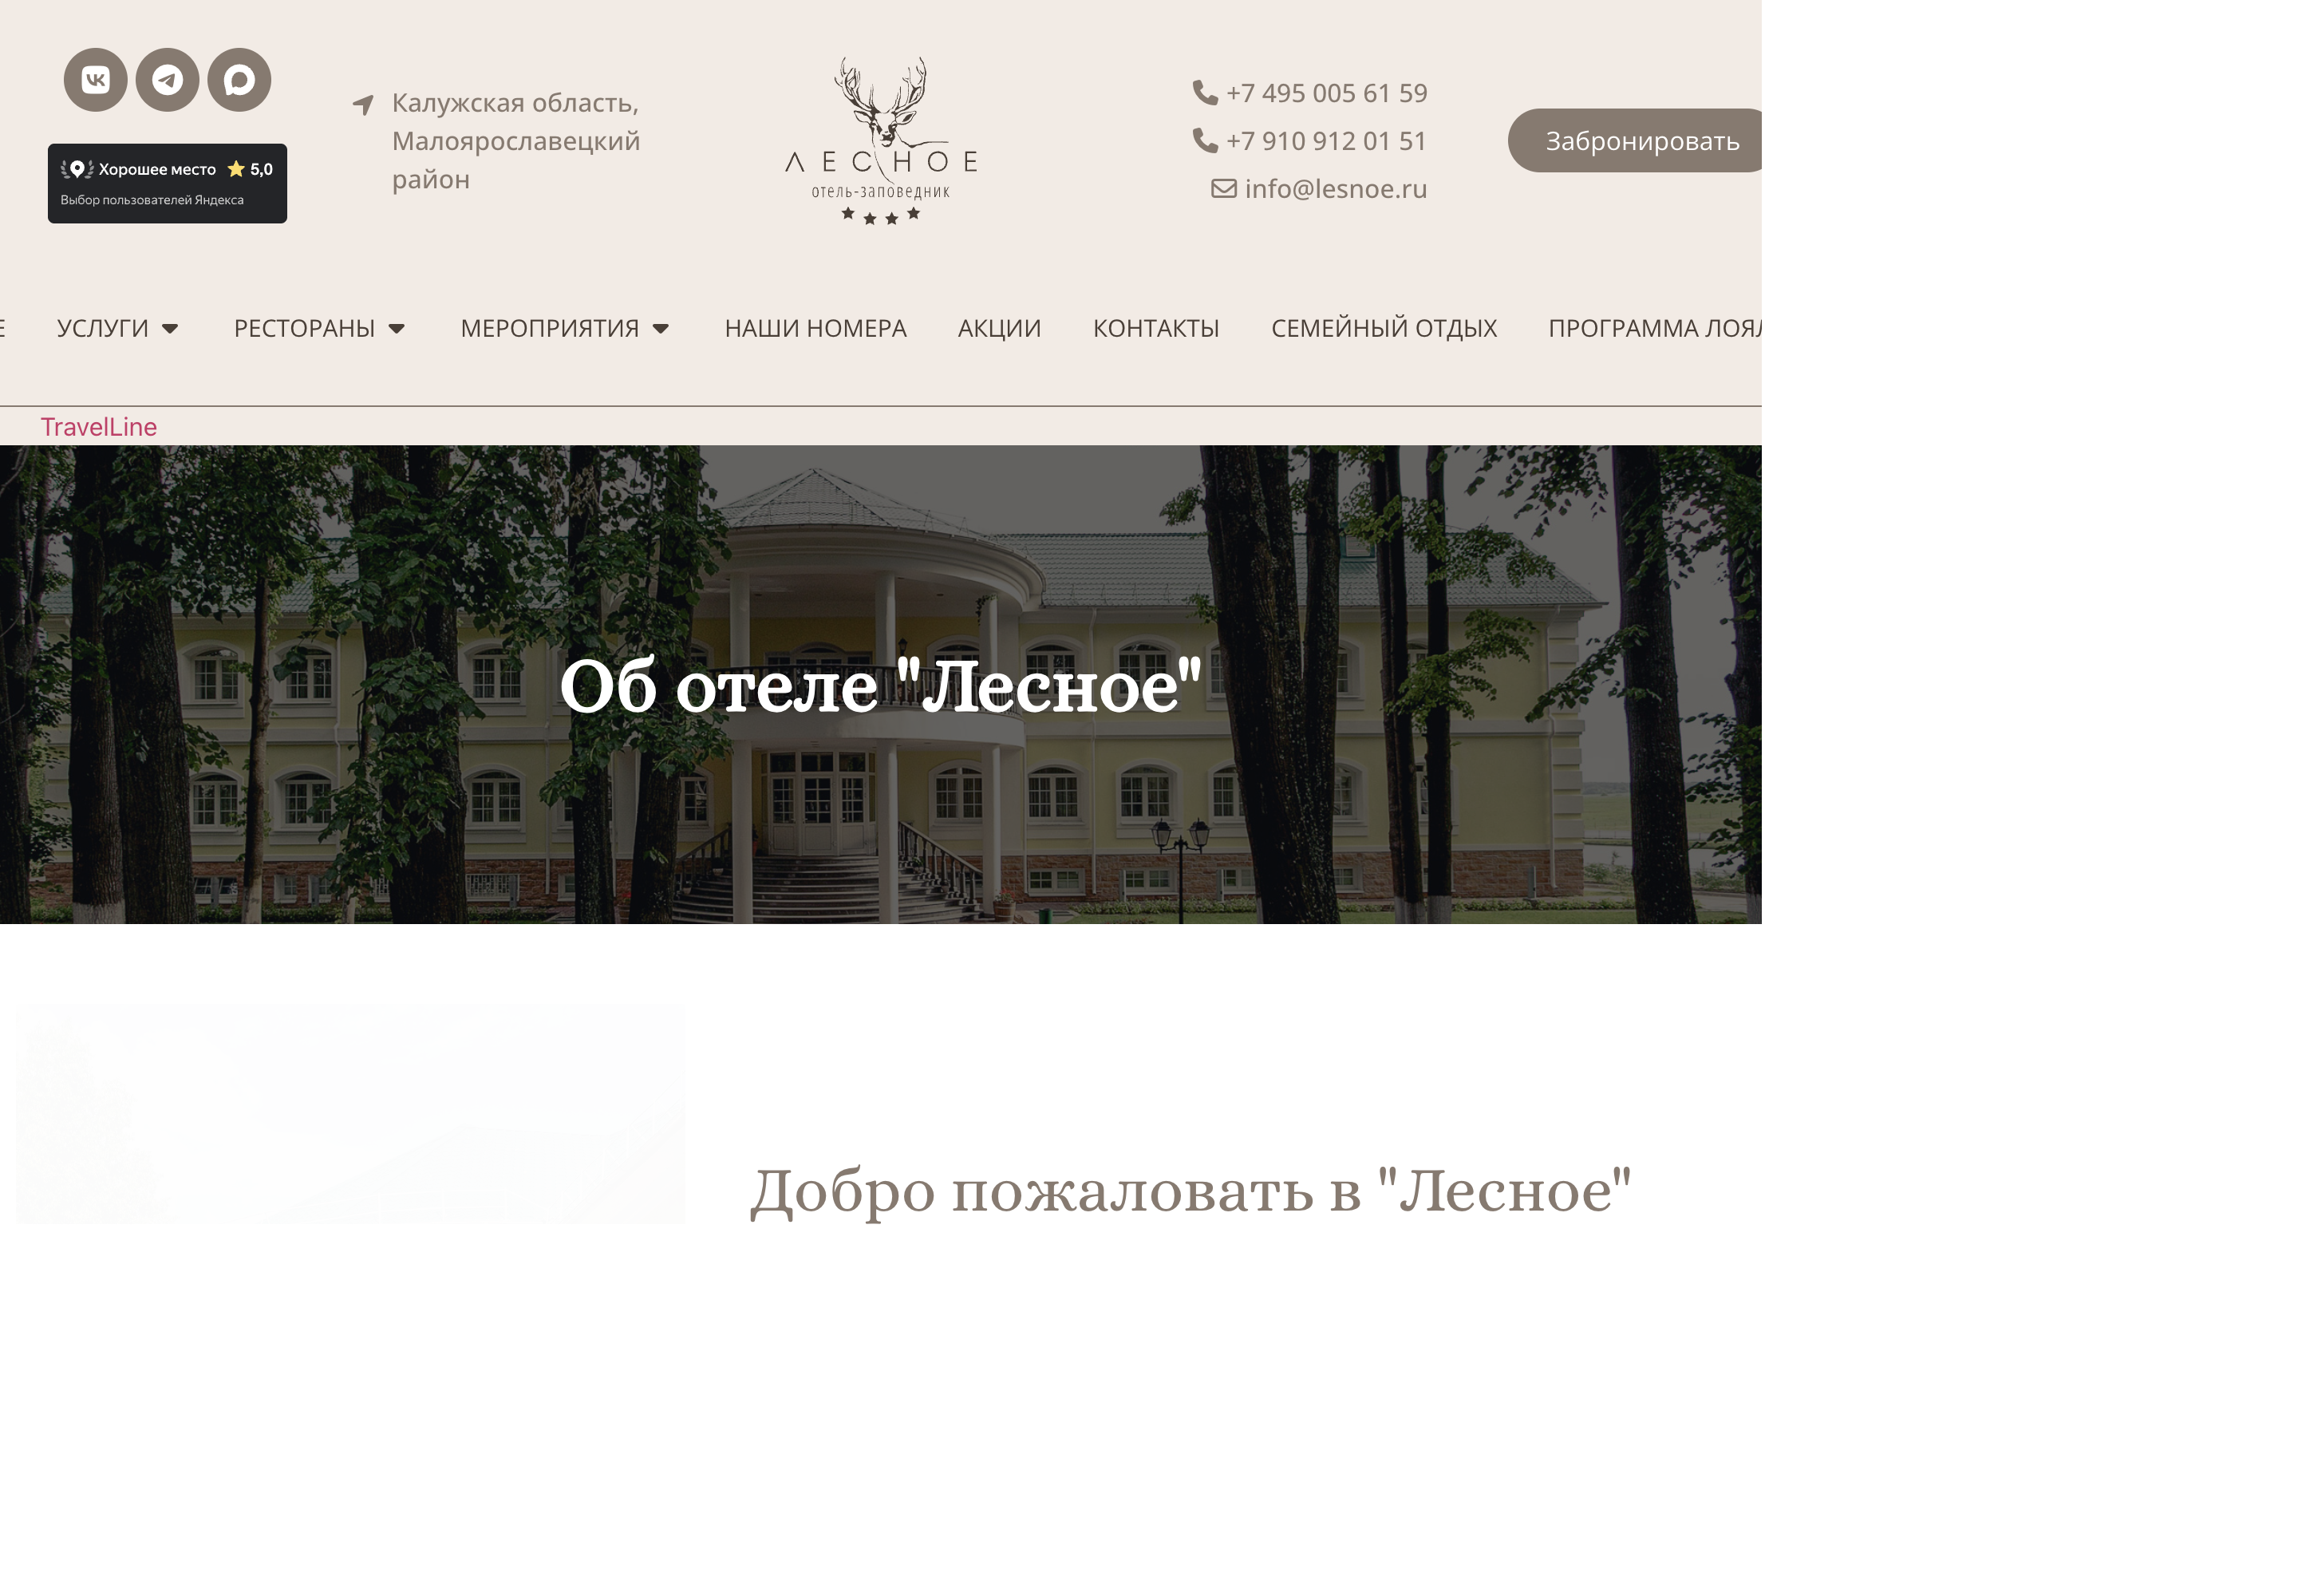 Хорошее место 5,0
Выбор пользователей Яндекса
Калужская область,
Малоярославецкий
район
ЛЕСНОЕ
отель-заповедник
+7 495 005 61 59
+7 910 912 01 51
info@lesnoe.ru
Забронировать
Е УСЛУГИ РЕСТОРАНЫ МЕРОПРИЯТИЯ НАШИ НОМЕРА АКЦИИ КОНТАКТЫ СЕМЕЙНЫЙ ОТДЫХ ПРОГРАММА ЛОЯЛ
TravelLine
Об отеле "Лесное"
Добро пожаловать в "Лесное"